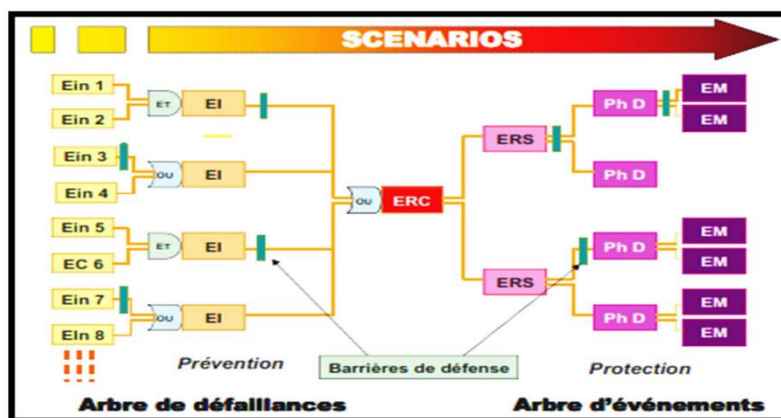 SCENARIOS
Ein 1
Ein 2
ET
EI
Ein 3
Ein 4
OU
EI
Ein 5
EC 6
ET
EI
Ein 7
EIn 8
OU
EI
OU
ERC
ERS
ERS
Ph D
Ph D
Ph D
Ph D
EM
EM
EM
EM
EM
EM
Prévention
Barrières de défense
Protection
Arbre de défaillances
Arbre d'événements